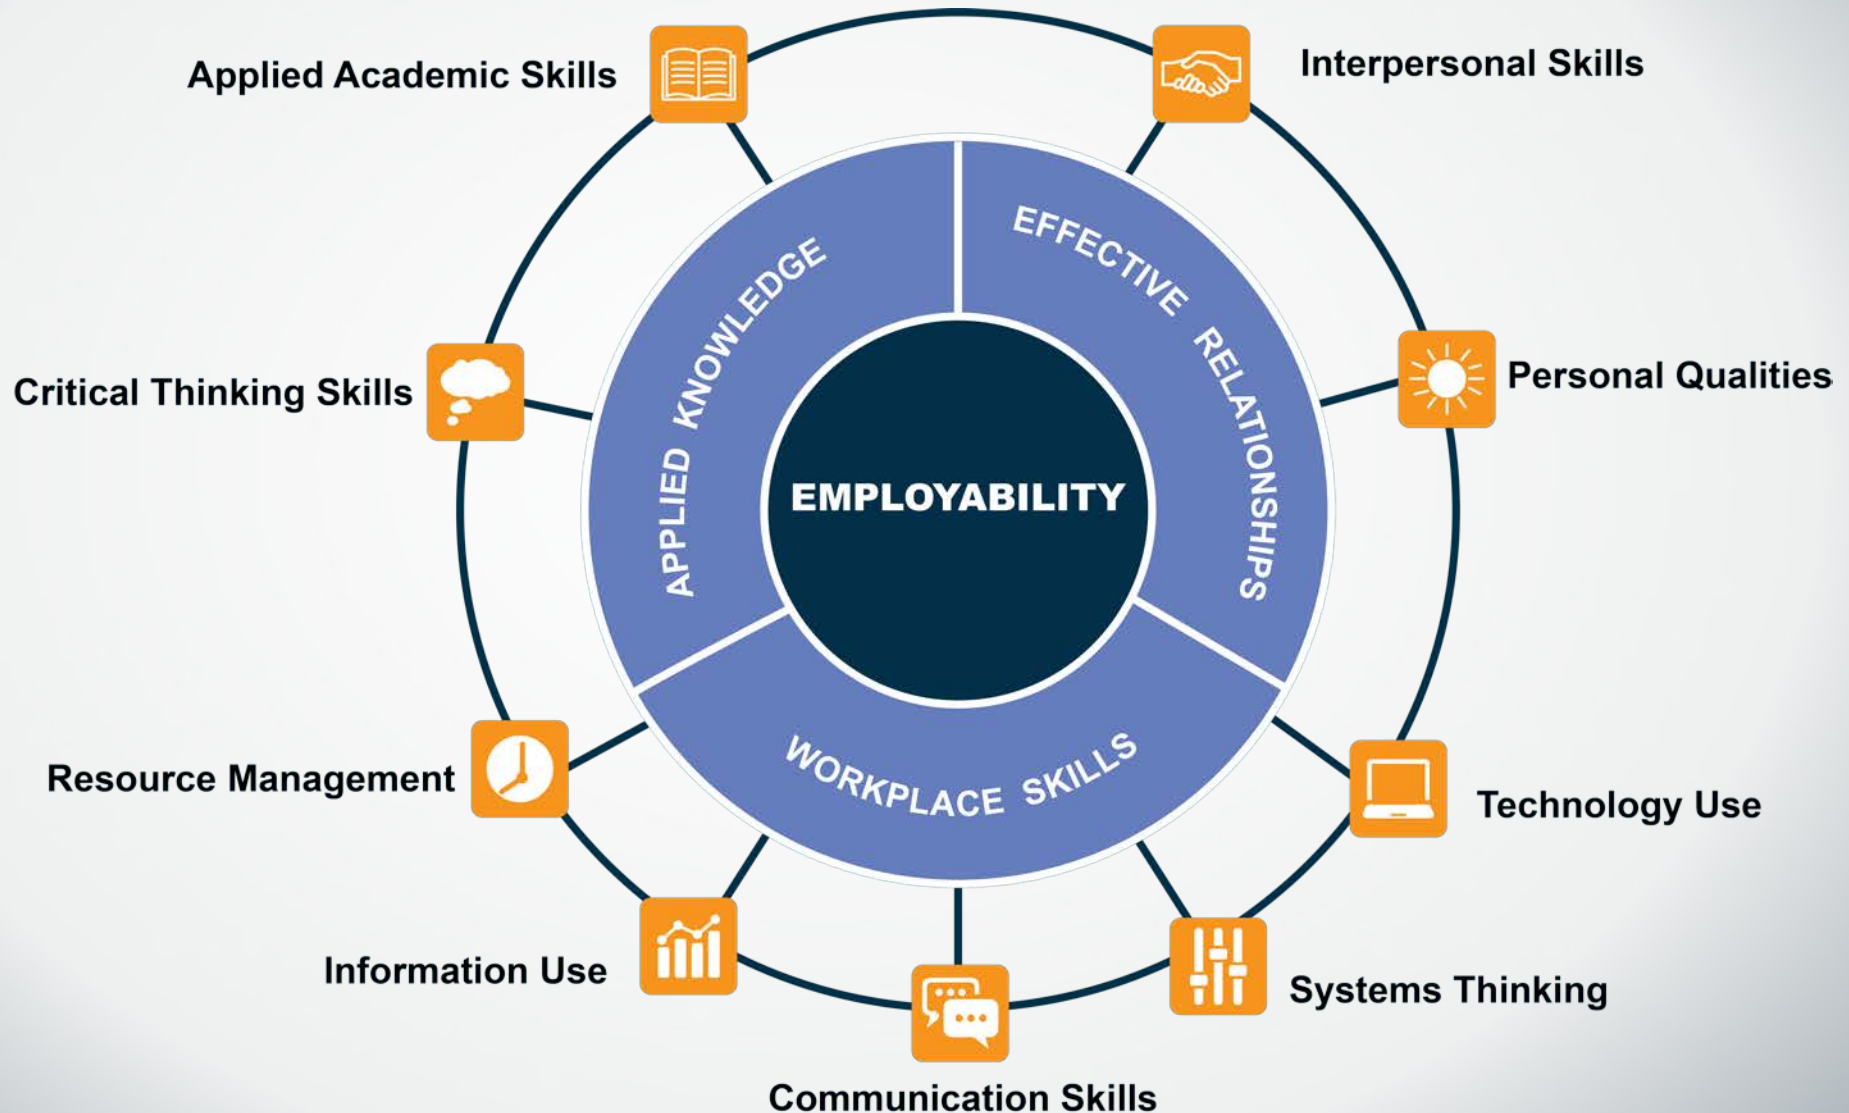 Applied Academic Skills
Interpersonal Skills
APPLIED KNOWLEDGE
EFFECTIVE RELATIONSHIPS
Critical Thinking Skills
Personal Qualities
EMPLOYABILITY
WORKPLACE SKILLS
Resource Management
Technology Use
Information Use
Systems Thinking
Communication Skills